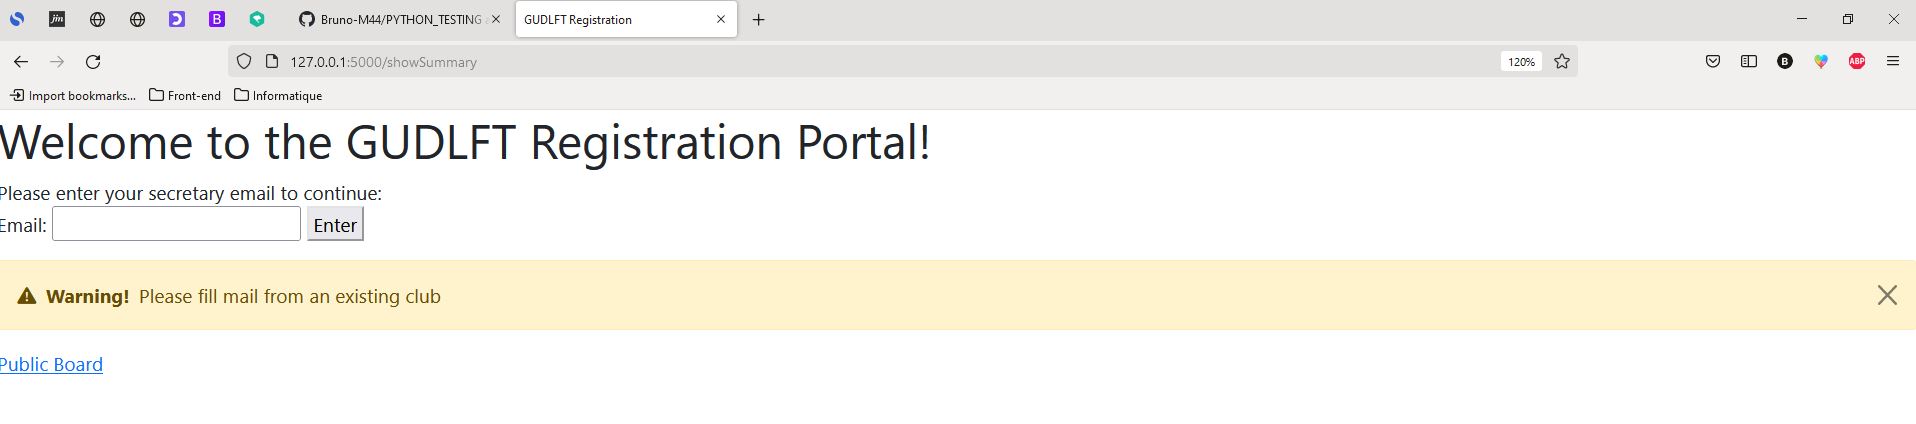 jm
B
Bruno-M44/PYTHON_TESTING
GUDLFT Registration
127.0.0.1:5000/showSummary
120%
B
ABP
Import bookmarks...
Front-end
Informatique
Welcome to the GUDLFT Registration Portal!
Please enter your secretary email to continue:
Email:
Enter
Warning! Please fill mail from an existing club
Public Board